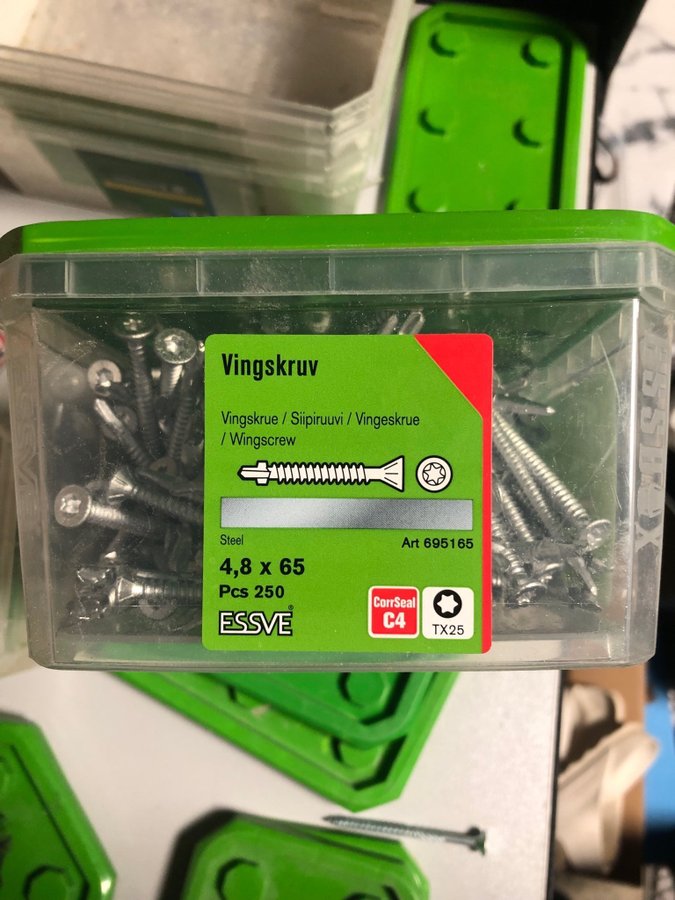 Vingskruv
Vingskrue / Siipiruuvi / Vingeskrue
/ Wingscrew
Steel
Art 695165
4,8 x 65
Pcs 250
ESSVE®
CorrSeal
C4
TX25